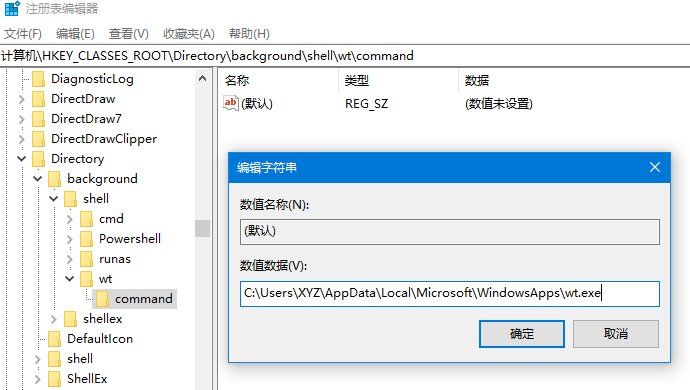 注册表编辑器
文件(F) 编辑(E) 查看(V) 收藏夹(A) 帮助(H)
计算机\HKEY_CLASSES_ROOT\Directory\background\shell\wt\command
DiagnosticLog
DirectDraw
DirectDraw7
DirectDrawClipper
Directory
background
shell
cmd
Powershell
runas
wt
command
shellex
DefaultIcon
shell
ShellEx
名称 类型 数据
ab (默认) REG_SZ (数值未设置)
编辑字符串
数值名称(N):
(默认)
数值数据(V):
C:\Users\XYZ\AppData\Local\Microsoft\WindowsApps\wt.exe
确定 取消